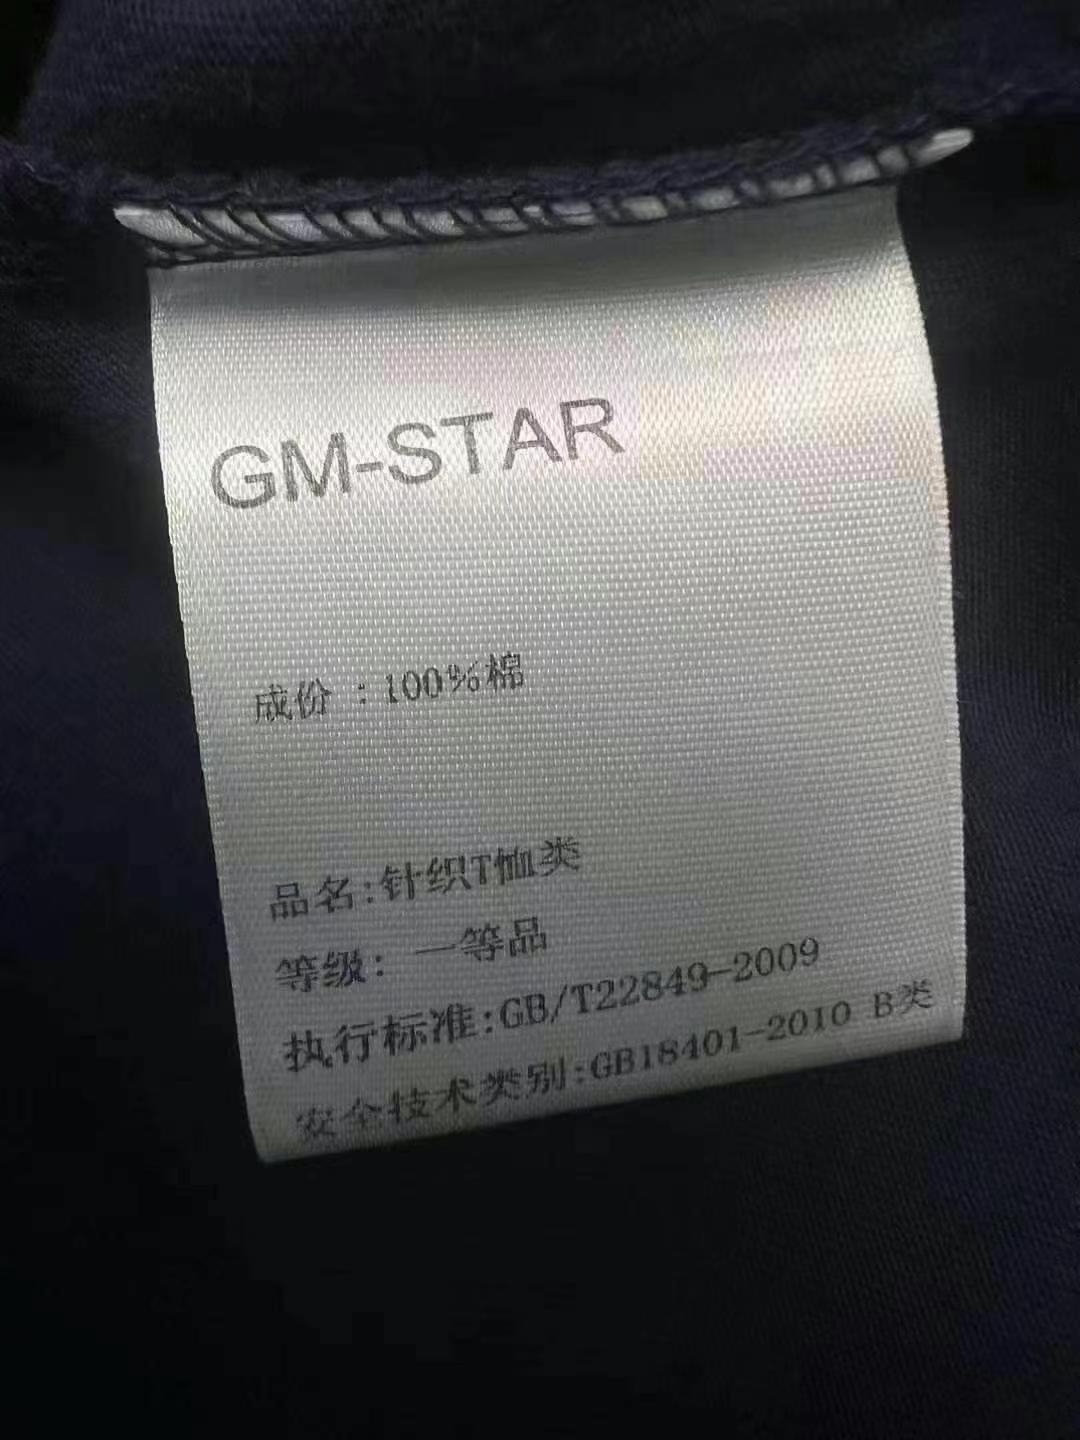 GM-STAR
成份：100%棉
品名:针织T恤类
等级: 一等品
执行标准:GB/T22849-2009
安全技术类别:GB18401-2010 B类